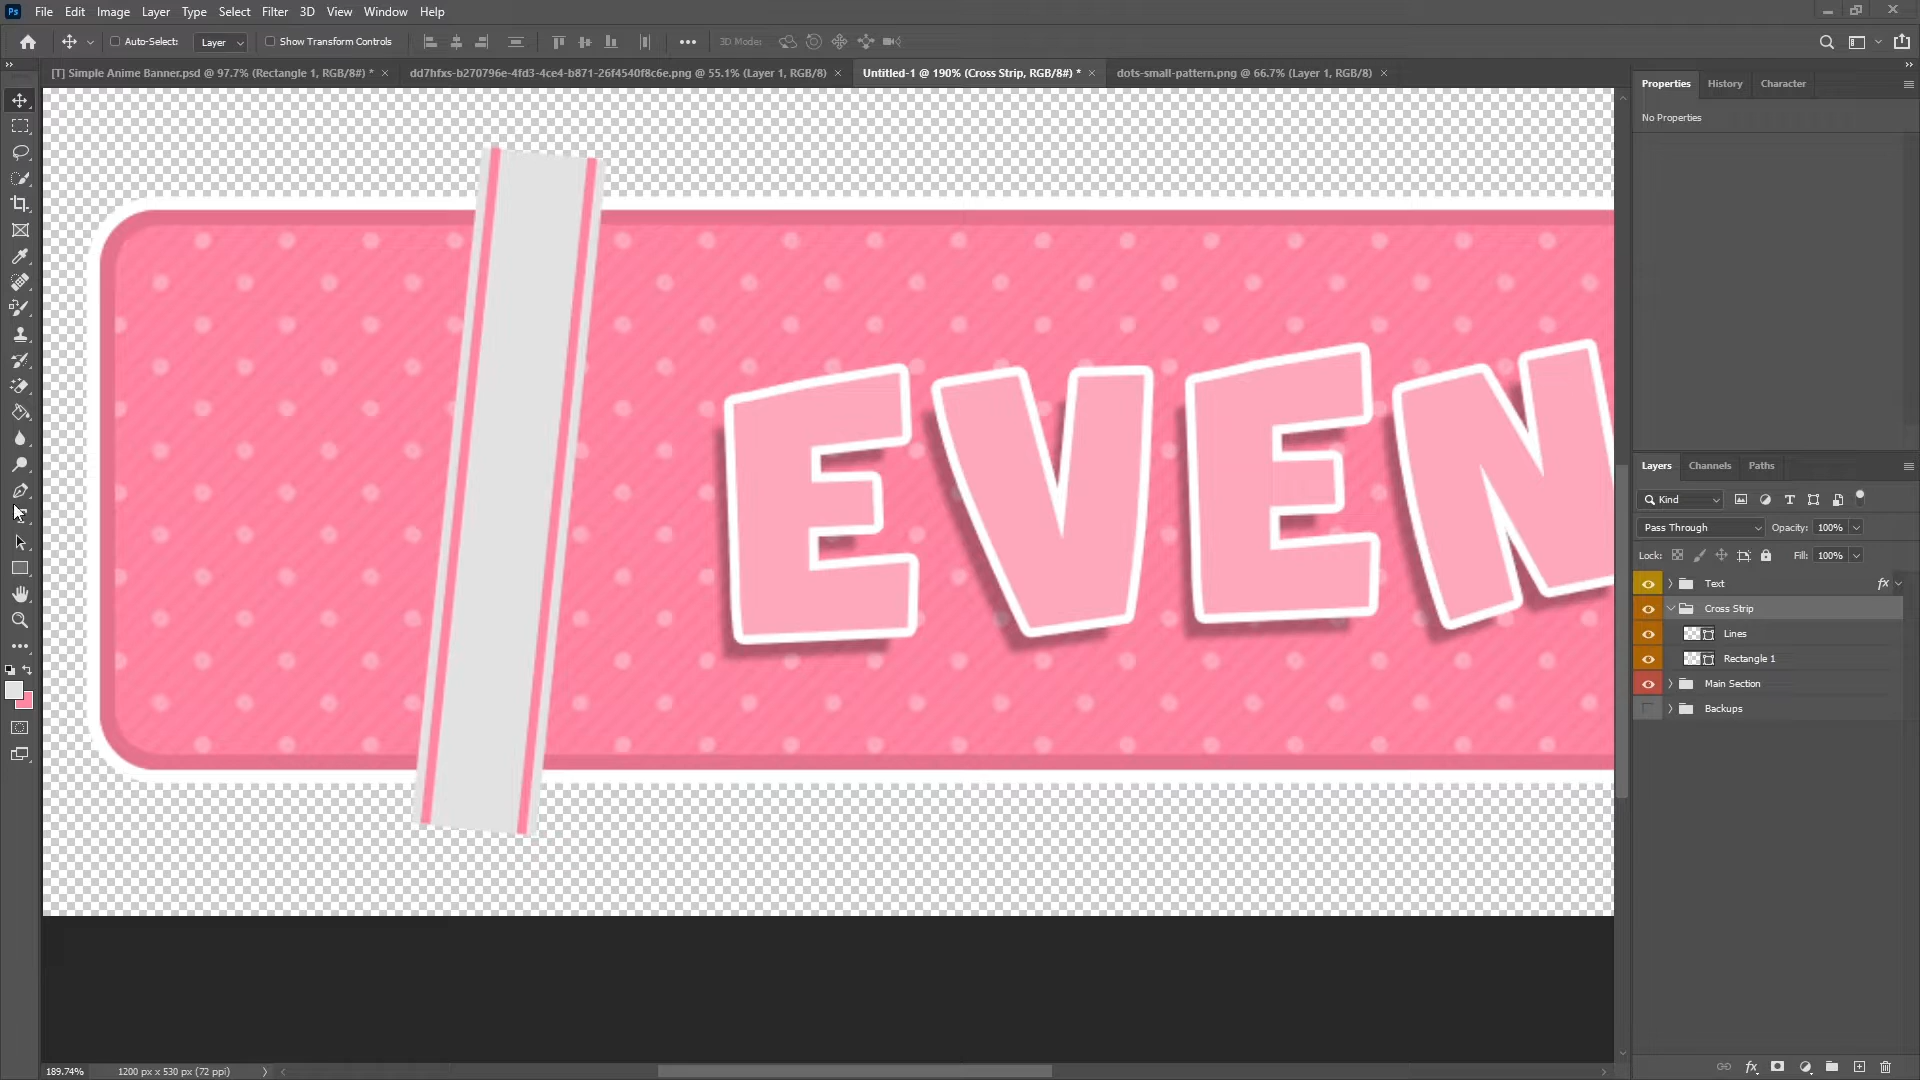 Ps File Edit Image Layer Type Select Filter 3D View Window Help
Auto-Select: Layer Show Transform Controls 3D Mode:
[T] Simple Anime Banner.psd @ 97.7% (Rectangle 1, RGB/8#) * × dd7hfxs-b270796e-4fd3-4ce4-b871-26f4540f8c6e.png @ 55.1% (Layer 1, RGB/8) × Untitled-1 @ 190% (Cross Strip, RGB/8#) * × dots-small-pattern.png @ 66.7% (Layer 1, RGB/8) ×
Properties History Character
No Properties
EVEN
Layers Channels Paths
Kind
Pass Through Opacity: 100%
Lock: Fill: 100%
Text fx
Cross Strip
Lines
Rectangle 1
Main Section
Backups
189.74% 1200 px x 530 px (72 ppi)
fx